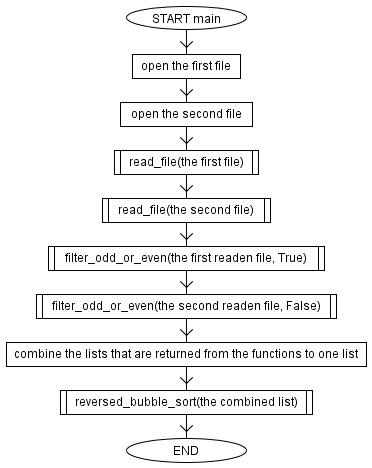 START main
open the first file
open the second file
read_file(the first file)
read_file(the second file)
filter_odd_or_even(the first readen file, True)
filter_odd_or_even(the second readen file, False)
combine the lists that are returned from the functions to one list
reversed_bubble_sort(the combined list)
END